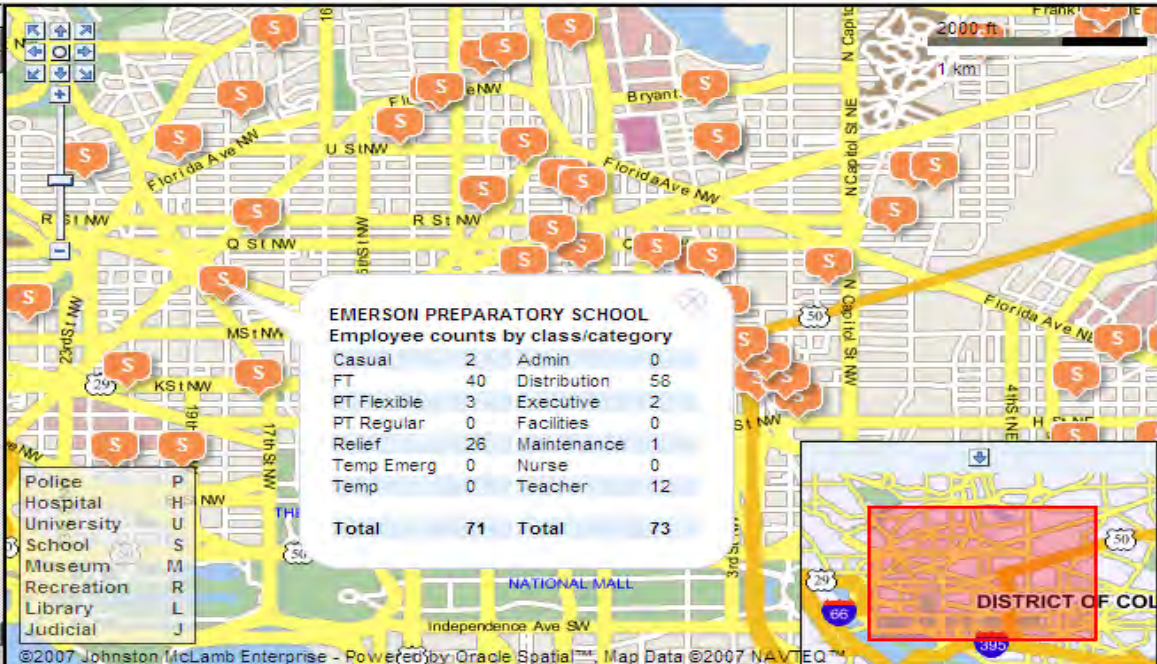 Frank
2000 ft
1 km
N Capito
Bryant
U St NW
Florida Ave NW
Florida Ave NW
N Capitol St NE
R St NW
R St NW
Q St NW
M St NW
23rd St NW
K St NW
29
50
N Capitol St NW
Florida Ave NE
4th St NE
17th St NW
EMERSON PREPARATORY SCHOOL
Employee counts by class/category
Casual 2 Admin 0
FT 40 Distribution 58
PT Flexible 3 Executive 2
PT Regular 0 Facilities 0
Relief 26 Maintenance 1
Temp Emerg 0 Nurse 0
Temp 0 Teacher 12
Total 71 Total 73
Police P
Hospital H
University U
School S
Museum M
Recreation R
Library L
Judicial J
50
NATIONAL MALL
Independence Ave SW
50
29
66
DISTRICT OF COL
395
©2007 Johnston McLamb Enterprise - Powered by Oracle Spatial™, Map Data ©2007 NAVTEQ™